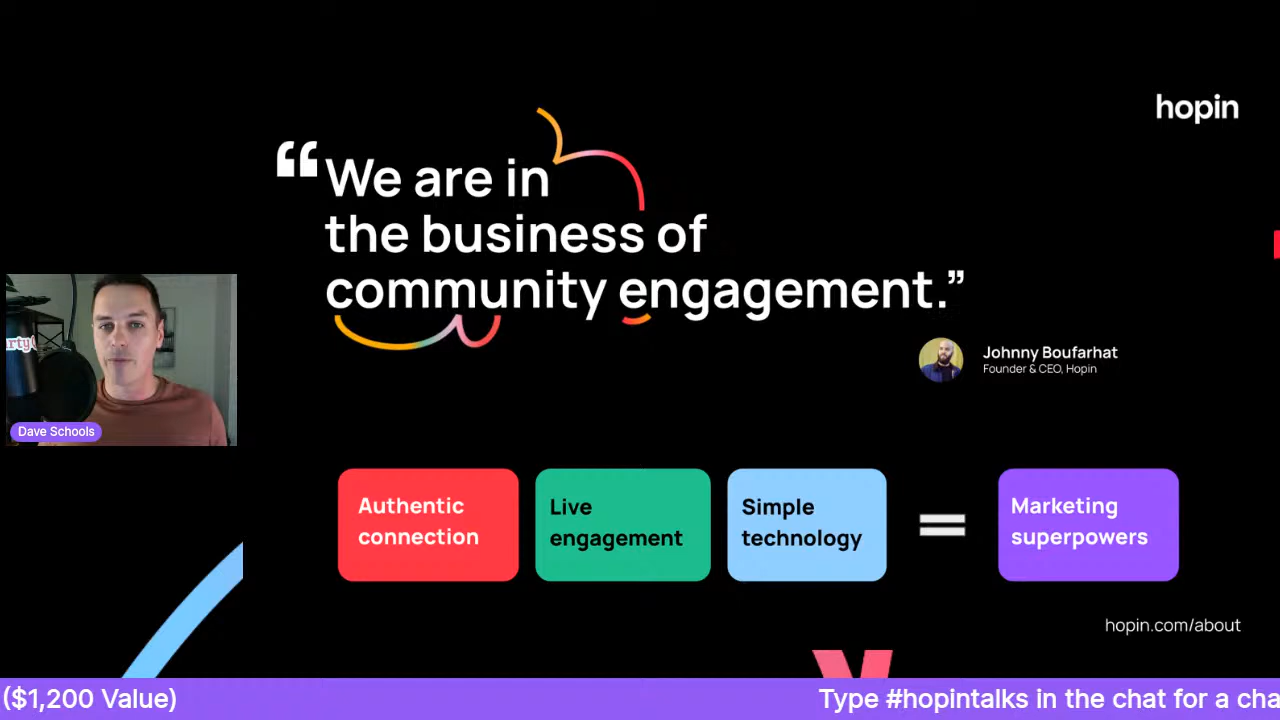 hopin
“We are in
the business of
community engagement.”
Johnny Boufarhat
Founder & CEO, Hopin
Dave Schools
Authentic
connection
Live
engagement
Simple
technology
=
Marketing
superpowers
hopin.com/about
($1,200 Value)
Type #hopintalks in the chat for a cha